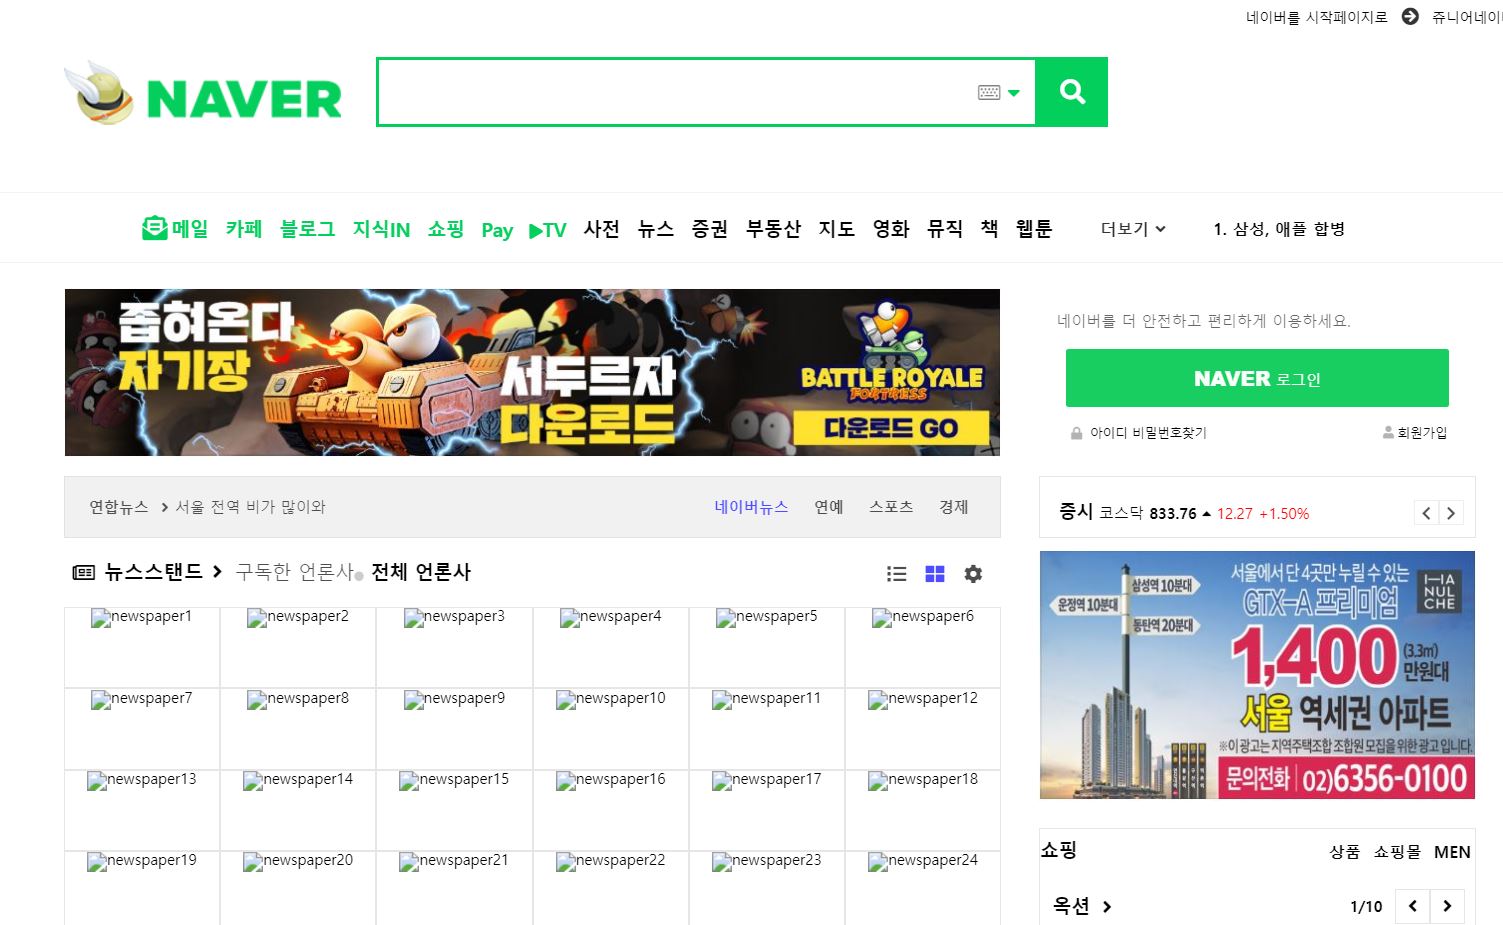 네이버를 시작페이지로 쥬니어네이
NAVER
메일 카페 블로그 지식IN 쇼핑 Pay TV 사전 뉴스 증권 부동산 지도 영화 뮤직 책 웹툰 더보기 1. 삼성, 애플 합병
좁혀온다
자기장
서두르자
다운로드
BATTLE ROYALE
FORTRESS
다운로드 GO
네이버를 더 안전하고 편리하게 이용하세요.
NAVER 로그인
아이디 비밀번호찾기 회원가입
연합뉴스 서울 전역 비가 많이와 네이버뉴스 연예 스포츠 경제
증시 코스닥 833.76 12.27 +1.50%
뉴스스탠드 구독한 언론사 전체 언론사
newspaper1 newspaper2 newspaper3 newspaper4 newspaper5 newspaper6
newspaper7 newspaper8 newspaper9 newspaper10 newspaper11 newspaper12
newspaper13 newspaper14 newspaper15 newspaper16 newspaper17 newspaper18
newspaper19 newspaper20 newspaper21 newspaper22 newspaper23 newspaper24
삼성역 10분대
운정역 10분대
동탄역 20분대
서울에서 단 4곳만 누릴 수 있는
GTX-A 프리미엄
HANULCHE
1,400 (3.3m) 만원대
서울 역세권 아파트
※이 광고는 지역주택조합 조합원 모집을 위한 광고 입니다.
문의전화 02)6356-0100
쇼핑 상품 쇼핑몰 MEN
옥션 1/10